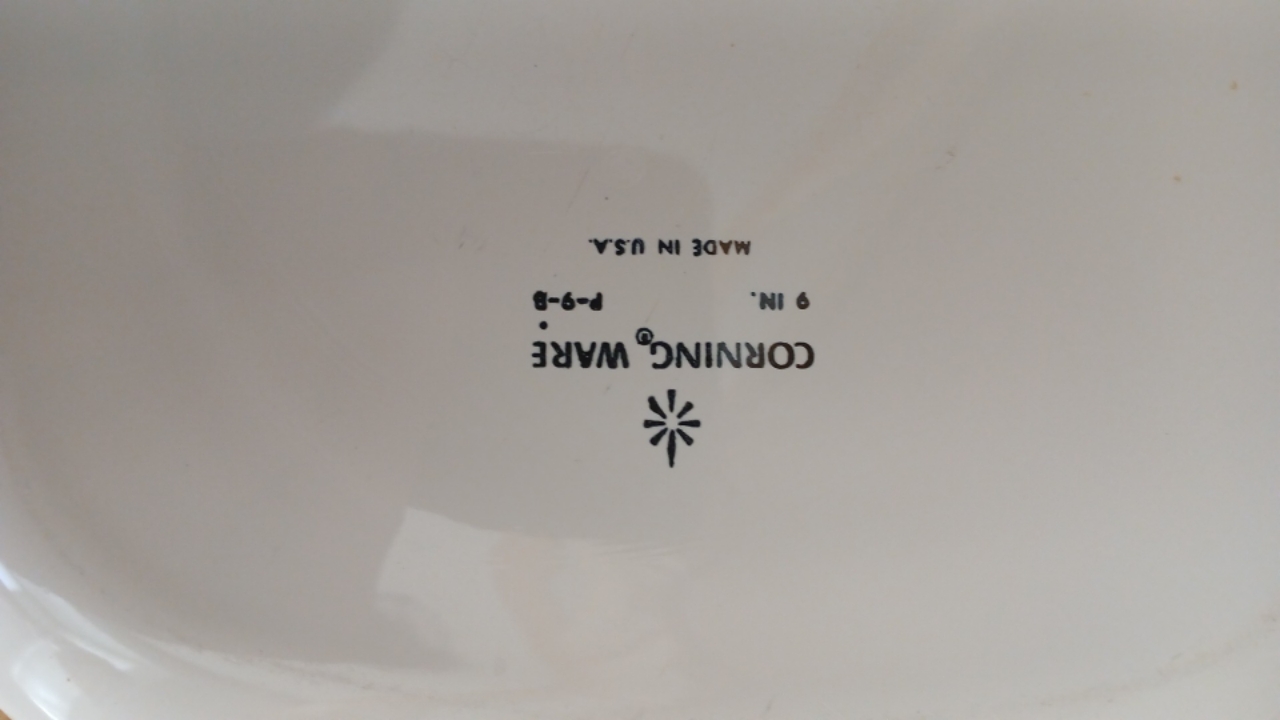 CORNING® WARE
9 IN. P-9-B
MADE IN U.S.A.